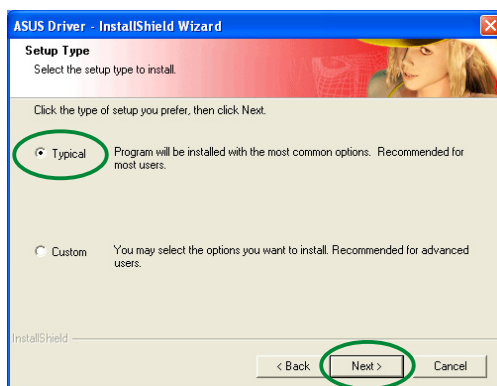 ASUS Driver - InstallShield Wizard
Setup Type
Select the setup type to install.
Click the type of setup you prefer, then click Next.
Typical
Program will be installed with the most common options. Recommended for
most users.
Custom
You may select the options you want to install. Recommended for advanced
users.
InstallShield
< Back
Next >
Cancel